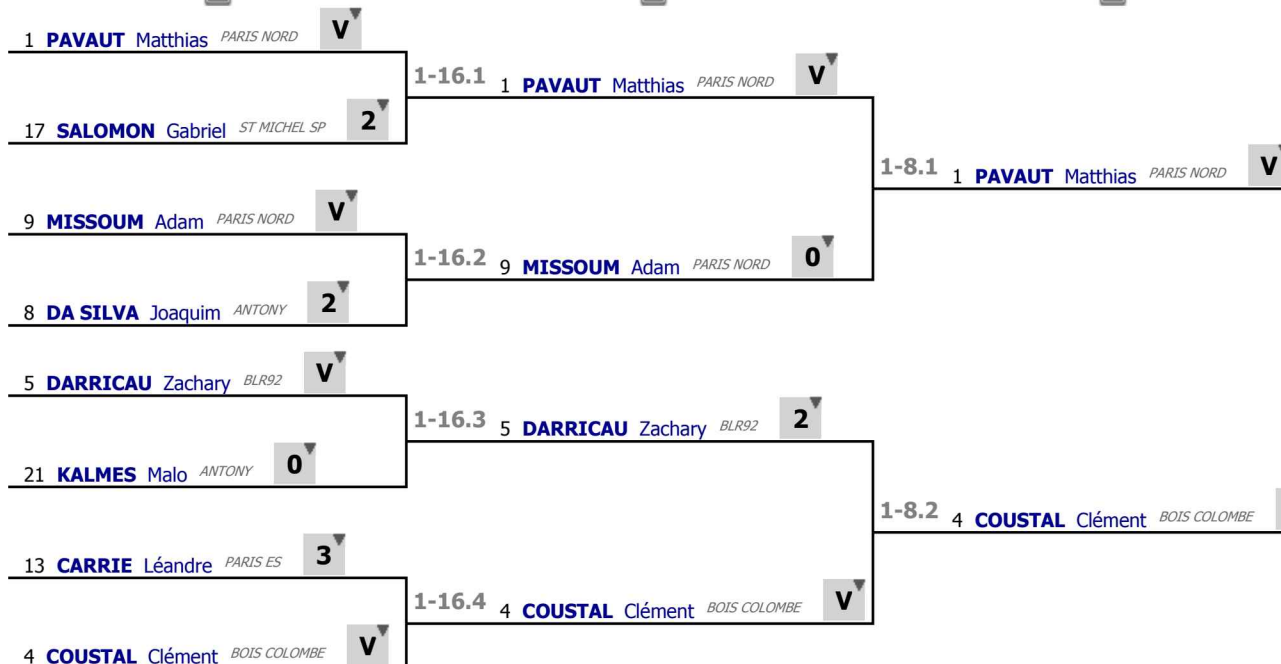 1 PAVAUT Matthias PARIS NORD V
17 SALOMON Gabriel ST MICHEL SP 2
9 MISSOUM Adam PARIS NORD V
8 DA SILVA Joaquim ANTONY 2
5 DARRICAU Zachary BLR92 V
21 KALMES Malo ANTONY 0
13 CARRIE Léandre PARIS ES 3
4 COUSTAL Clément BOIS COLOMBE V
1-16.1 1 PAVAUT Matthias PARIS NORD V
1-16.2 9 MISSOUM Adam PARIS NORD 0
1-16.3 5 DARRICAU Zachary BLR92 2
1-16.4 4 COUSTAL Clément BOIS COLOMBE V
1-8.1 1 PAVAUT Matthias PARIS NORD V
1-8.2 4 COUSTAL Clément BOIS COLOMBE